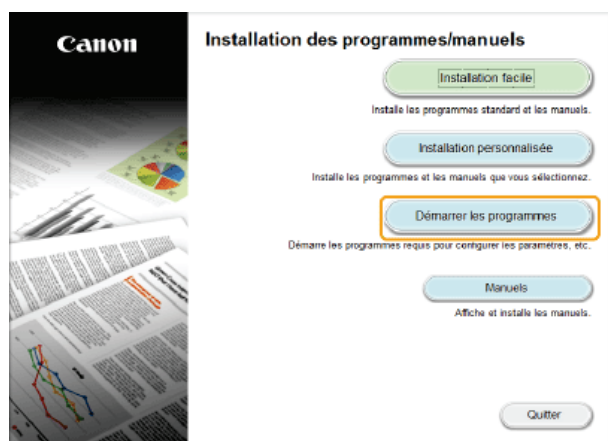 Canon
Installation des programmes/manuels
Installation facile
Installe les programmes standard et les manuels.
Installation personnalisée
Installe les programmes et les manuels que vous sélectionnez.
Démarrer les programmes
Démarre les programmes requis pour configurer les paramètres, etc.
Manuels
Affiche et installe les manuels.
Quitter